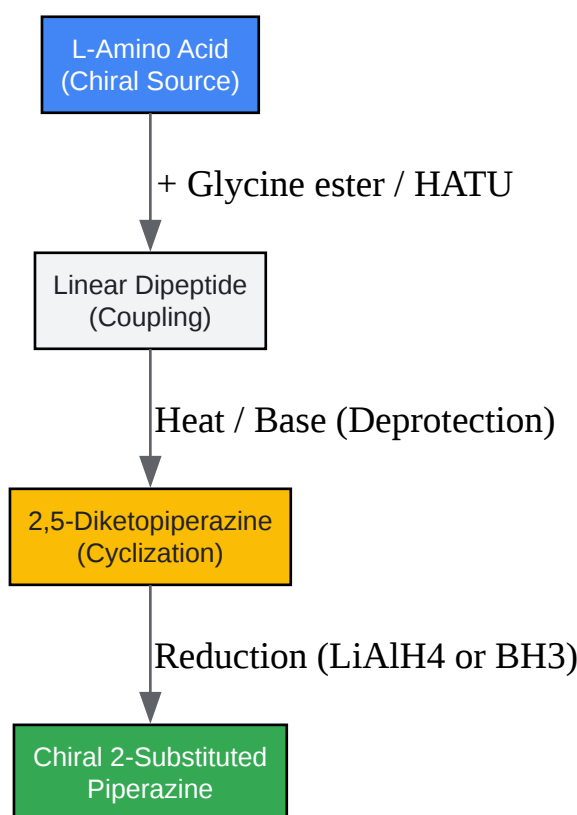 L-Amino Acid
(Chiral Source)
+ Glycine ester / HATU
Linear Dipeptide
(Coupling)
Heat / Base (Deprotection)
2,5-Diketopiperazine
(Cyclization)
Reduction (LiAlH4 or BH3)
Chiral 2-Substituted
Piperazine